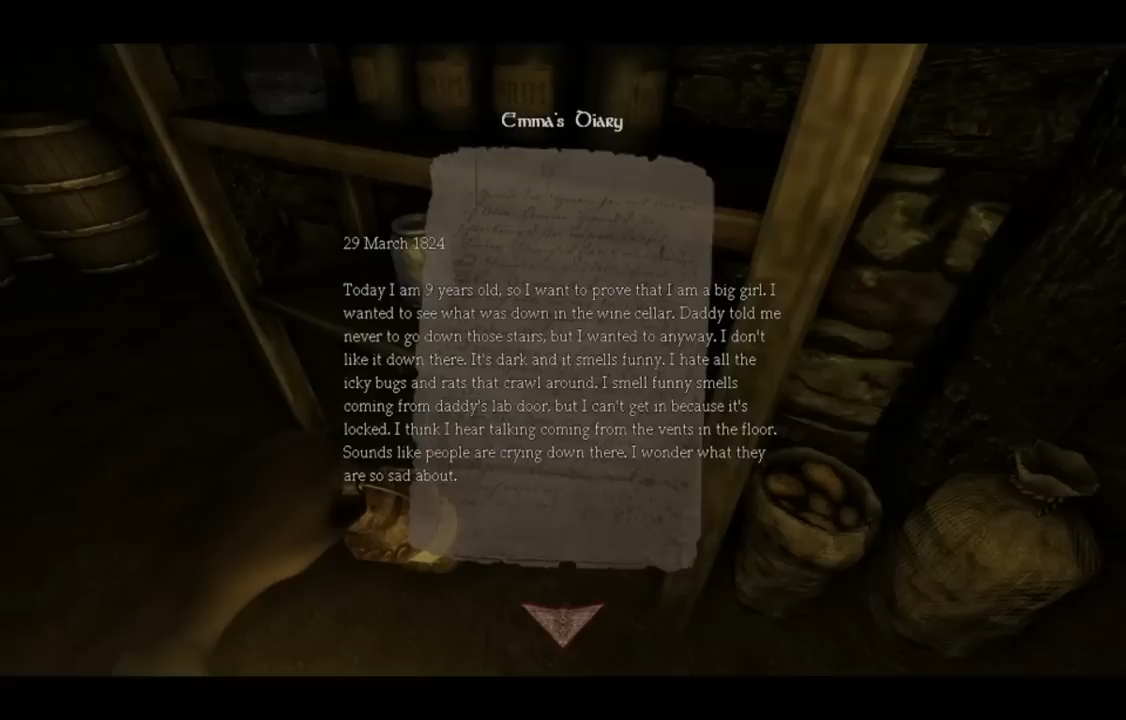 Emma's Diary
29 March 1824
Today I am 9 years old, so I want to prove that I am a big girl. I
wanted to see what was down in the wine cellar. Daddy told me
never to go down those stairs, but I wanted to anyway. I don't
like it down there. It's dark and it smells funny. I hate all the
icky bugs and rats that crawl around. I smell funny smells
coming from daddy's lab door, but I can't get in because it's
locked. I think I hear talking coming from the vents in the floor.
Sounds like people are crying down there. I wonder what they
are so sad about.